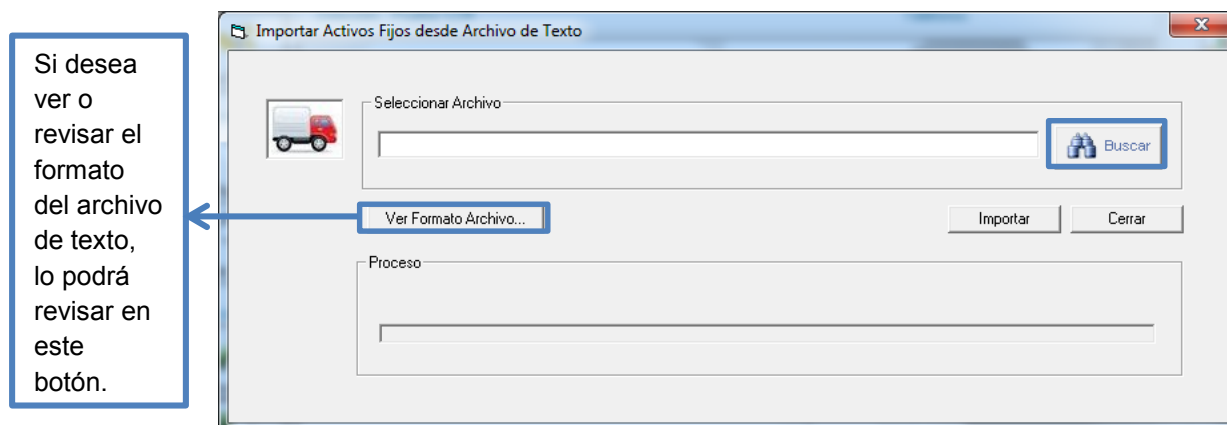 Importar Activos Fijos desde Archivo de Texto
Si desea
ver o
revisar el
formato
del archivo
de texto,
lo podrá
revisar en
este
botón.
Seleccionar Archivo
Buscar
Ver Formato Archivo...
Importar
Cerrar
Proceso